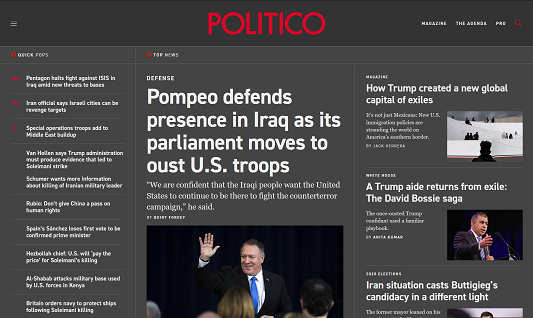 POLITICO
MAGAZINE THE AGENDA PRO
QUICK POPS
Pentagon halts fight against ISIS in
Iraq amid new threats to bases
Iran official says Israeli cities can be
revenge targets
Special operations troops add to
Middle East buildup
Van Hollen says Trump administration
must produce evidence that led to
Soleimani strike
Schumer wants more information
about killing of Iranian military leader
Rubio: Don't give China a pass on
human rights
Spain's Sánchez loses first vote to be
confirmed prime minister
Hezbollah chief: U.S. will 'pay the
price' for Soleimani's killing
Al-Shabab attacks military base used
by U.S. forces in Kenya
Britain orders navy to protect ships
following Soleimani killing
TOP NEWS
DEFENSE
Pompeo defends
presence in Iraq as its
parliament moves to
oust U.S. troops
"We are confident that the Iraqi people want the United
States to continue to be there to fight the counterterror
campaign," he said.
BY QUINT FORGEY
MAGAZINE
How Trump created a new global
capital of exiles
It's not just Mexicans: New U.S.
immigration policies are
stranding the world on
America's southern border.
BY JACK HERRERA
WHITE HOUSE
A Trump aide returns from exile:
The David Bossie saga
The once-ousted Trump
confidant used a familiar
playbook.
BY ANITA KUMAR
2020 ELECTIONS
Iran situation casts Buttigieg's
candidacy in a different light
The former mayor leaned on his